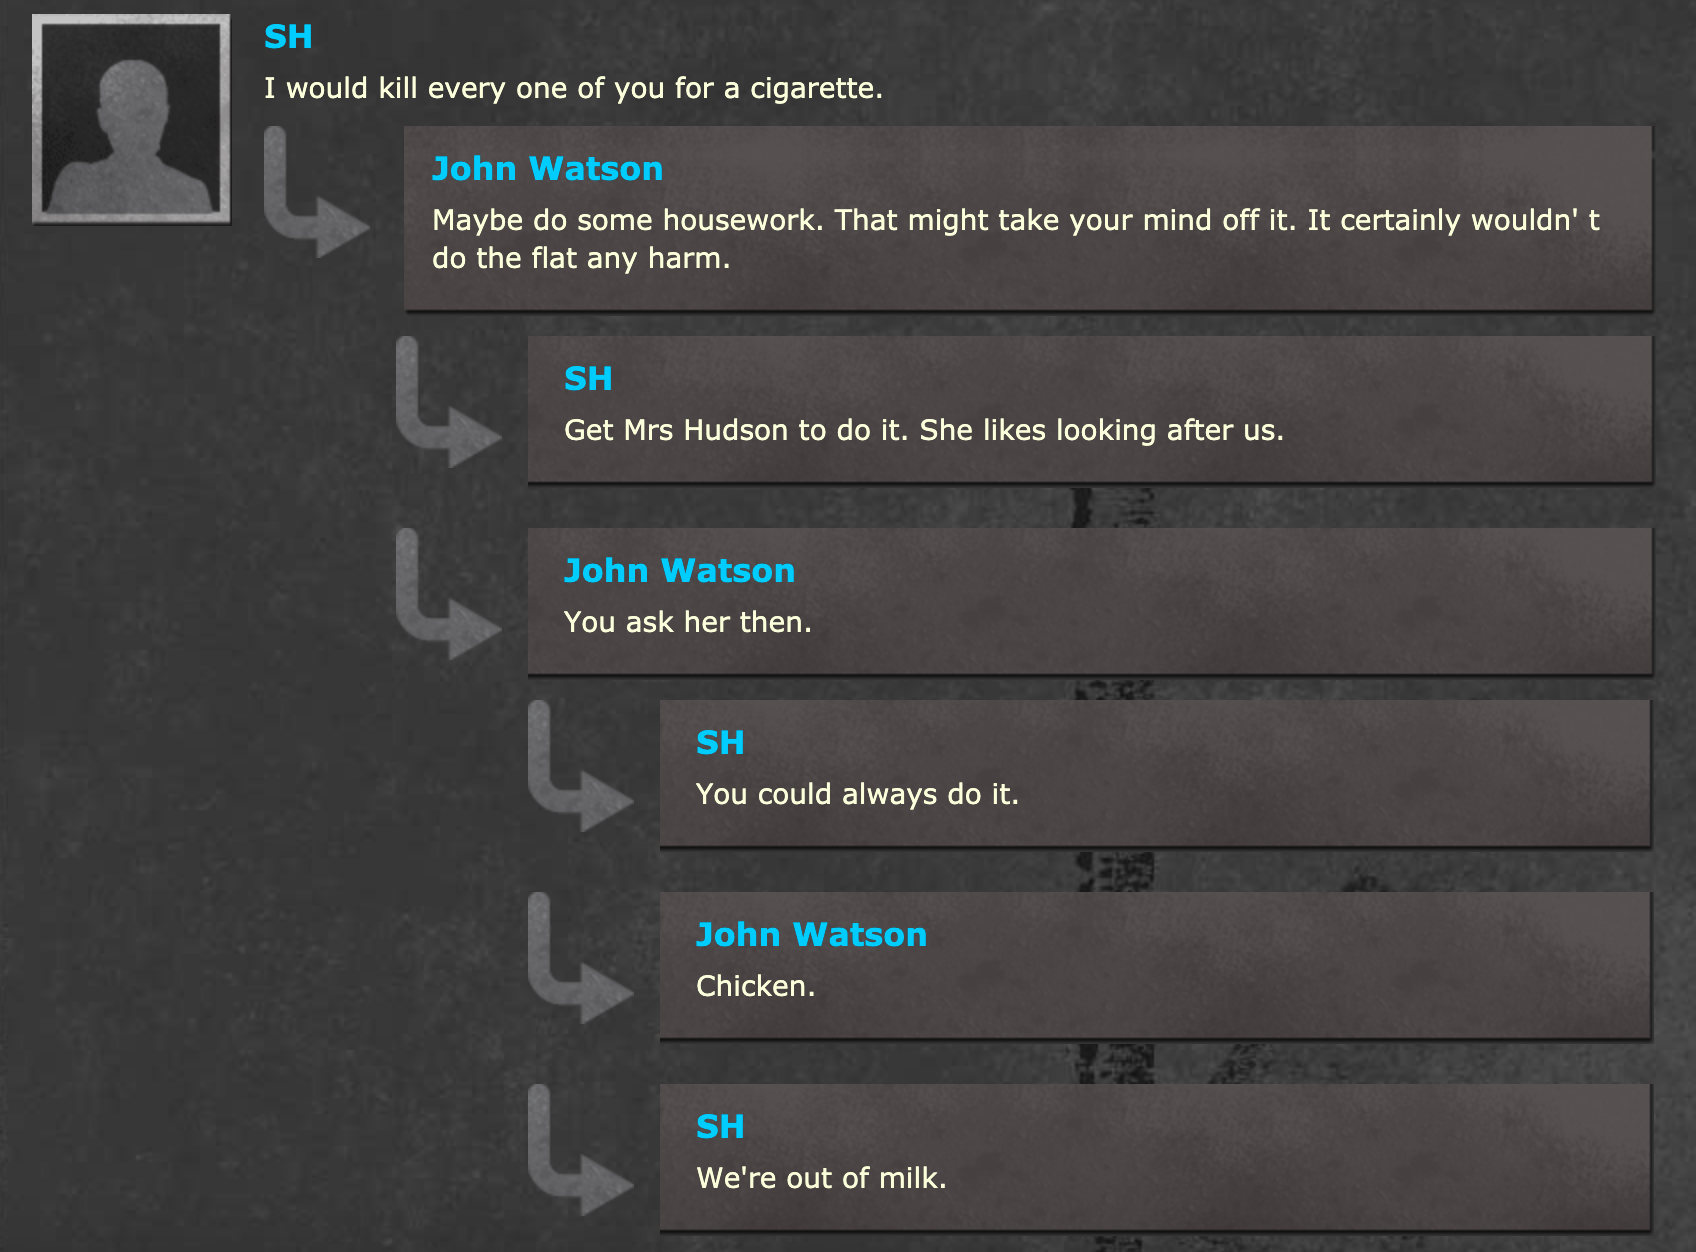 SH
I would kill every one of you for a cigarette.
John Watson
Maybe do some housework. That might take your mind off it. It certainly wouldn' t
do the flat any harm.
SH
Get Mrs Hudson to do it. She likes looking after us.
John Watson
You ask her then.
SH
You could always do it.
John Watson
Chicken.
SH
We're out of milk.